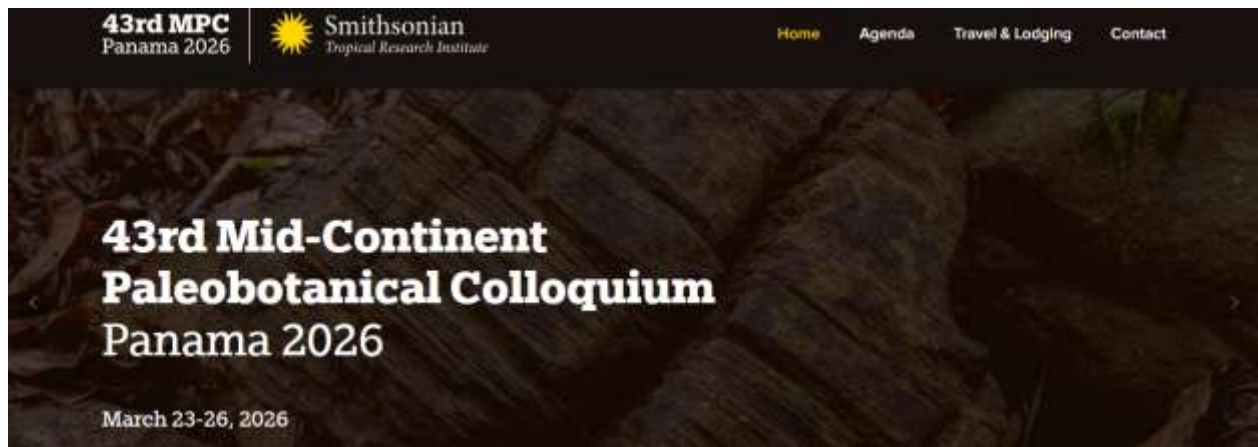 43rd MPC
Panama 2026
Smithsonian
Tropical Research Institute
Home
Agenda
Travel & Lodging
Contact
43rd Mid-Continent
Paleobotanical Colloquium
Panama 2026
March 23-26, 2026